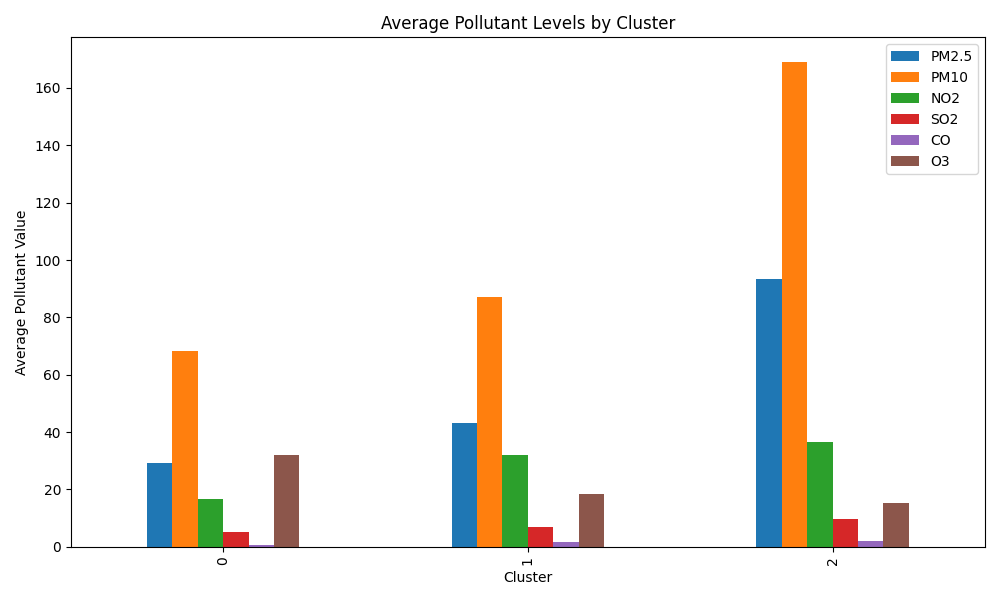 Average Pollutant Levels by Cluster
Average Pollutant Value
160
140
120
100
80
60
40
20
0
PM2.5
PM10
NO2
SO2
CO
O3
0
1
2
Cluster